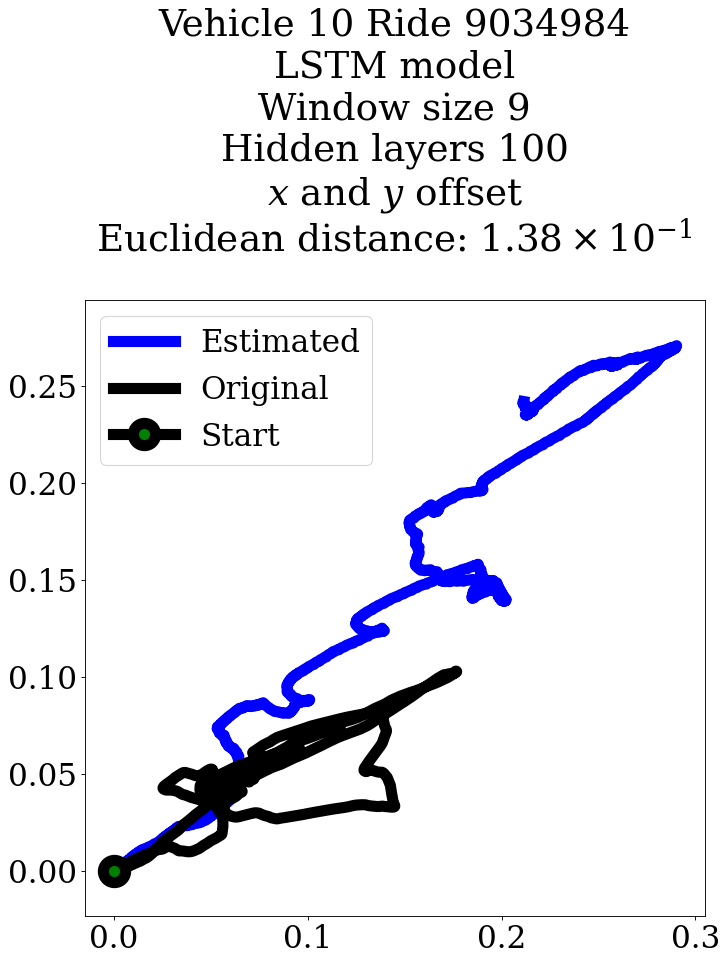 Vehicle 10 Ride 9034984
LSTM model
Window size 9
Hidden layers 100
x and y offset
Euclidean distance: 1.38 × 10⁻¹
Estimated
Original
Start
0.25
0.20
0.15
0.10
0.05
0.00
0.0 0.1 0.2 0.3